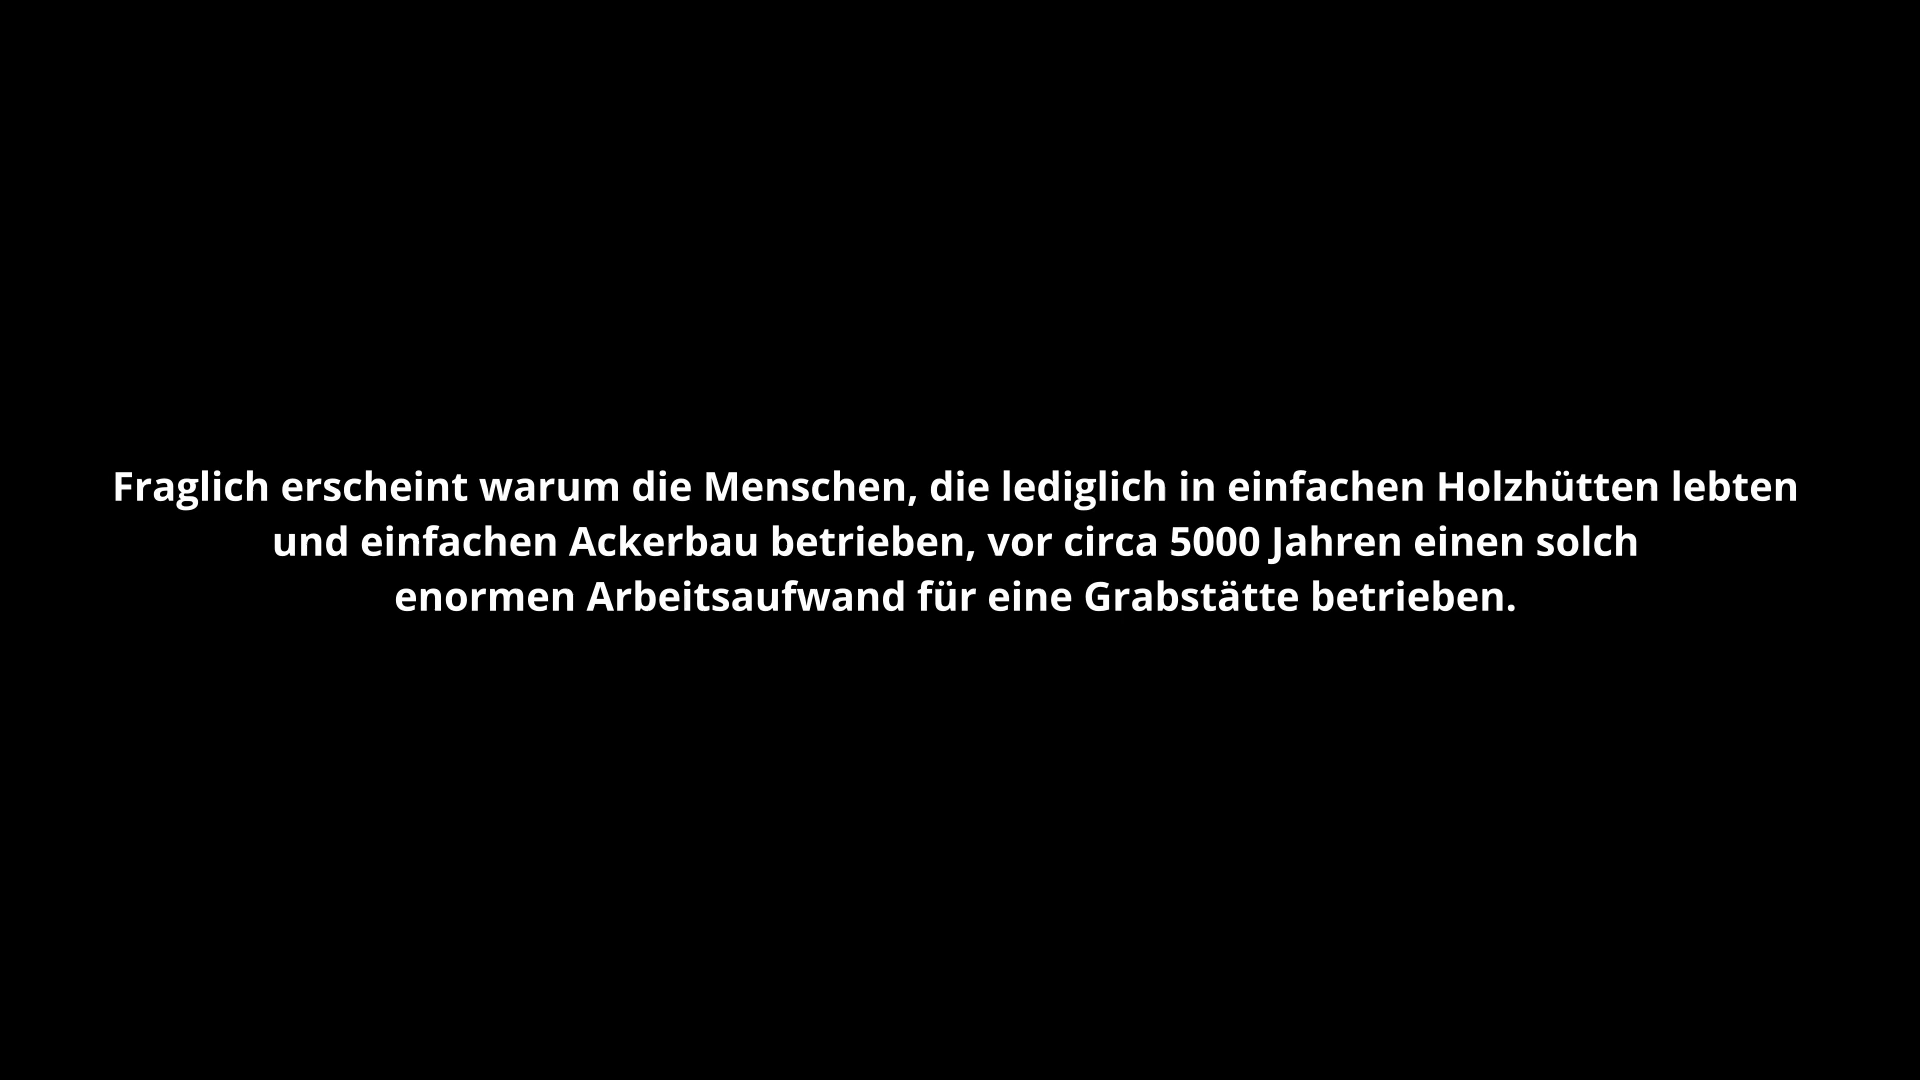 Fraglich erscheint warum die Menschen, die lediglich in einfachen Holzhütten lebten
und einfachen Ackerbau betrieben, vor circa 5000 Jahren einen solch
enormen Arbeitsaufwand für eine Grabstätte betrieben.